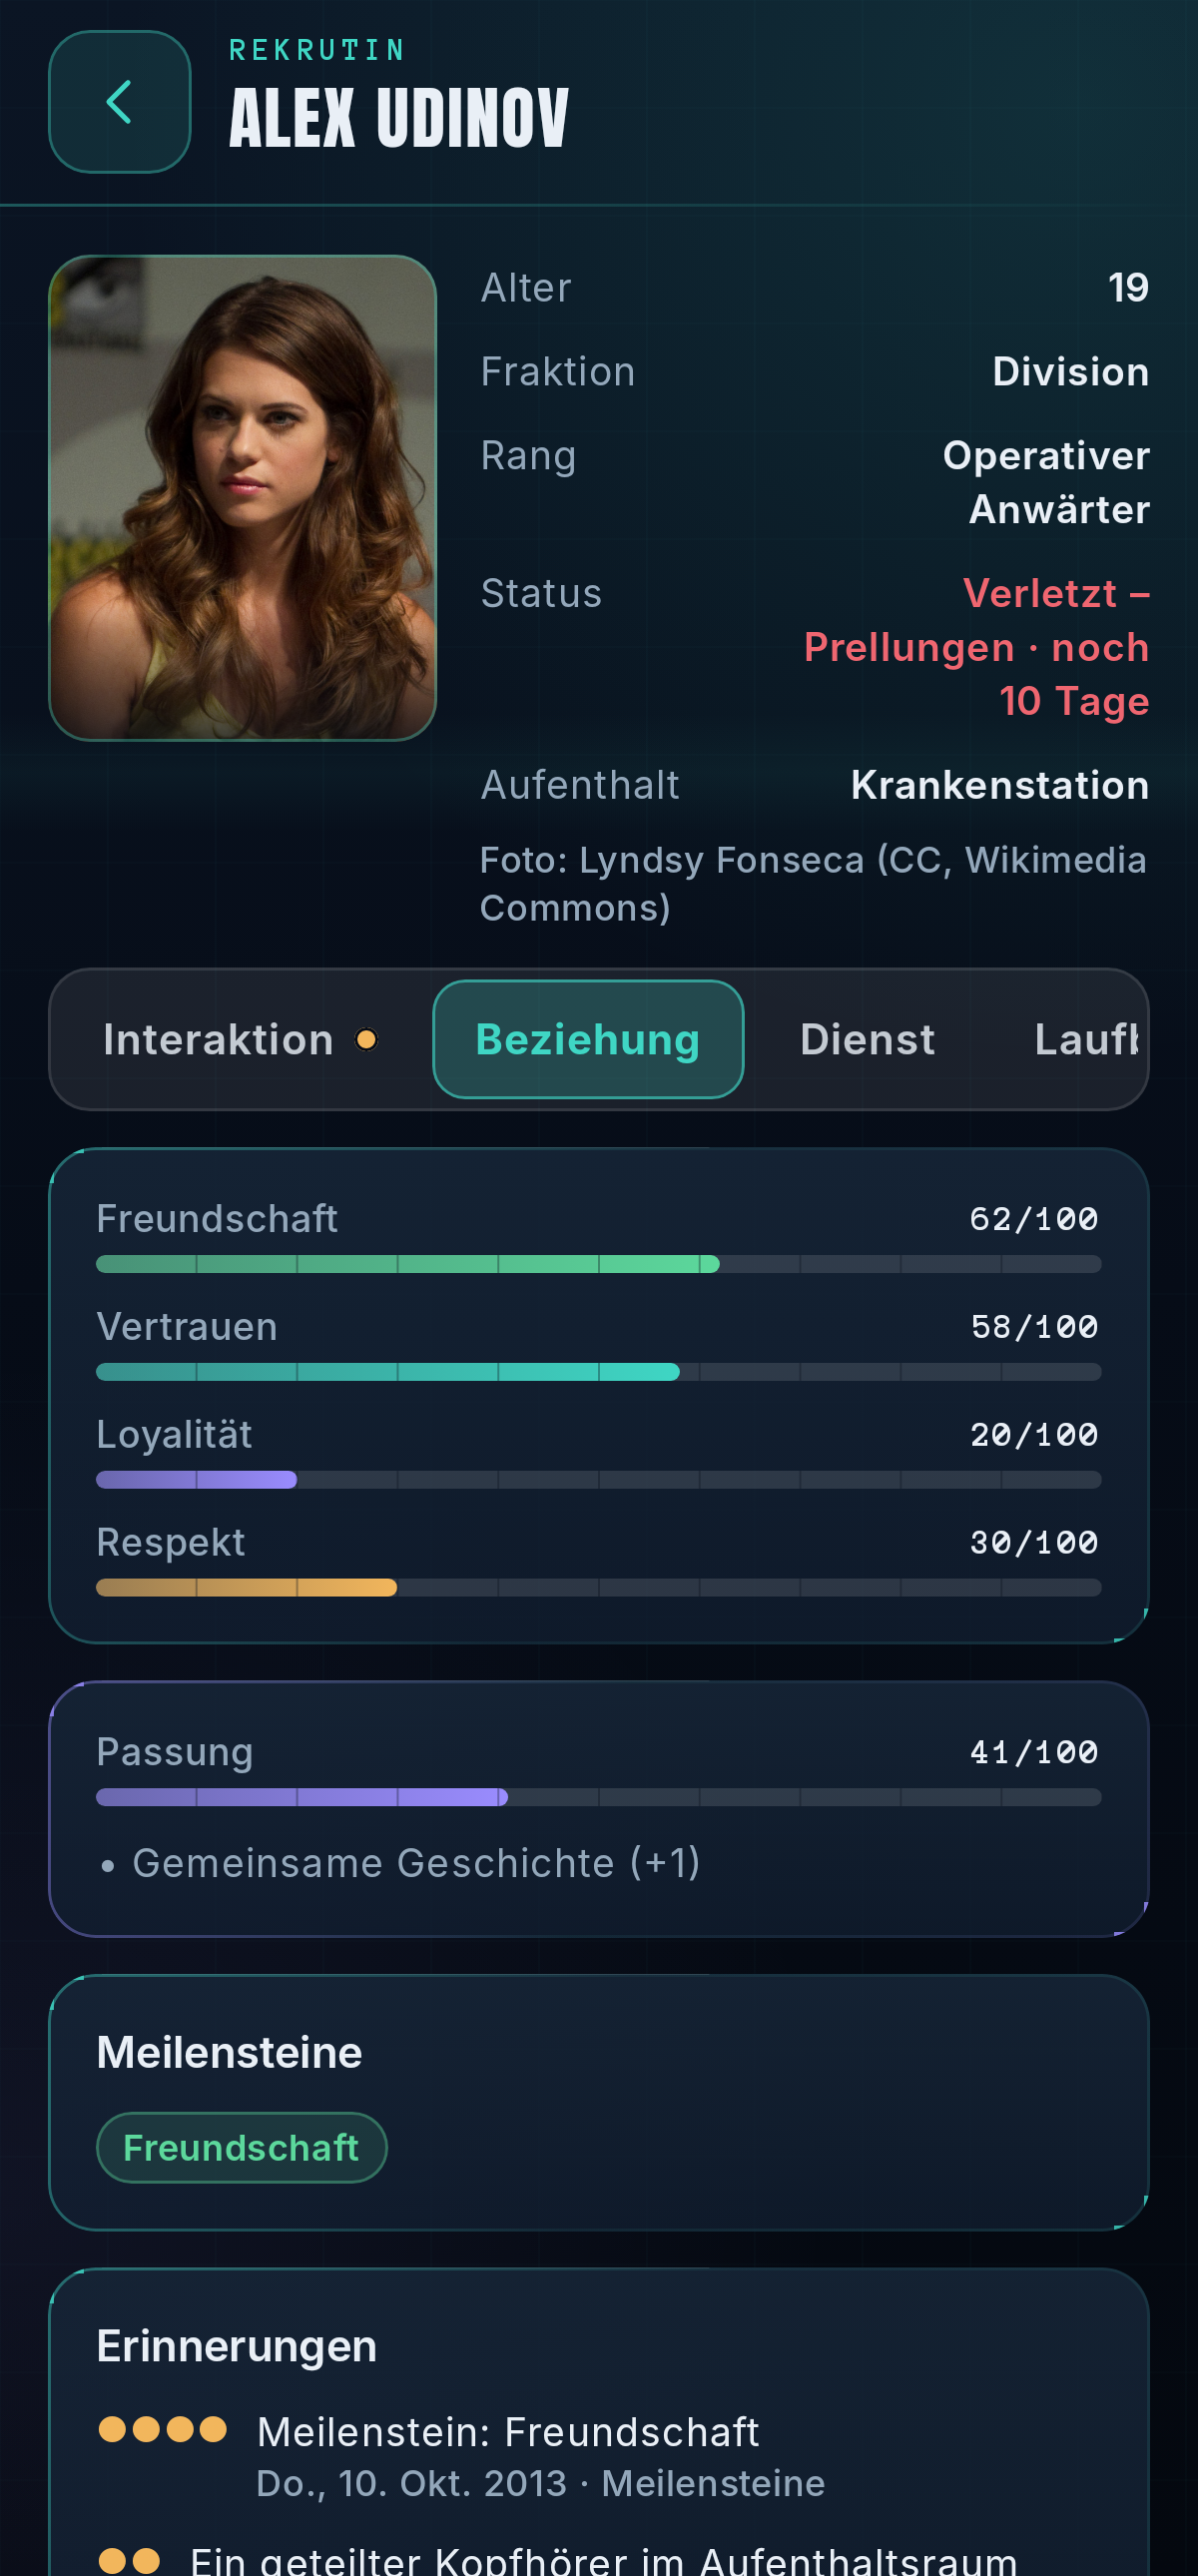 REKRUTIN
ALEX UDINOV
Alter 19
Fraktion Division
Rang Operativer
Anwärter
Status Verletzt –
Prellungen · noch
10 Tage
Aufenthalt Krankenstation
Foto: Lyndsy Fonseca (CC, Wikimedia
Commons)
Interaktion Beziehung Dienst
Freundschaft 62/100
Vertrauen 58/100
Loyalität 20/100
Respekt 30/100
Passung 41/100
• Gemeinsame Geschichte (+1)
Meilensteine
Freundschaft
Erinnerungen
Meilenstein: Freundschaft
Do., 10. Okt. 2013 · Meilensteine
Ein geteilter Kopfhörer im Aufenthaltsraum